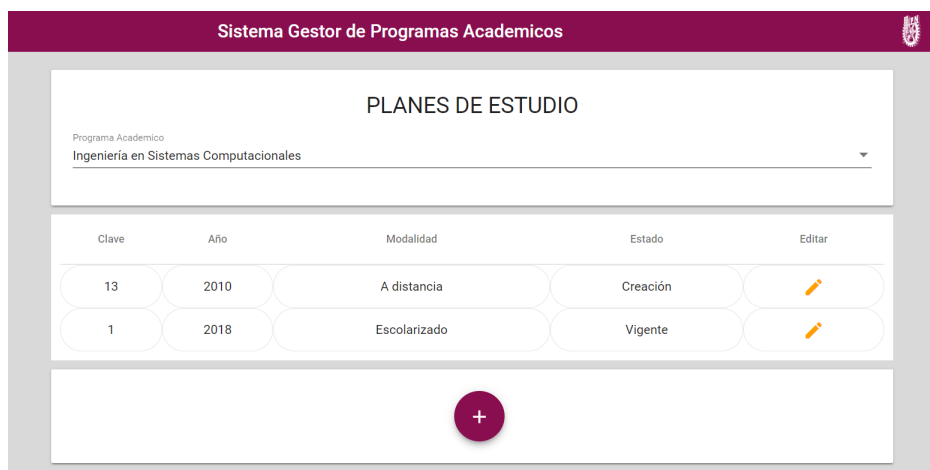 Sistema Gestor de Programas Academicos
PLANES DE ESTUDIO
Programa Academico
Ingeniería en Sistemas Computacionales
Clave Año Modalidad Estado Editar
13 2010 A distancia Creación
1 2018 Escolarizado Vigente
+